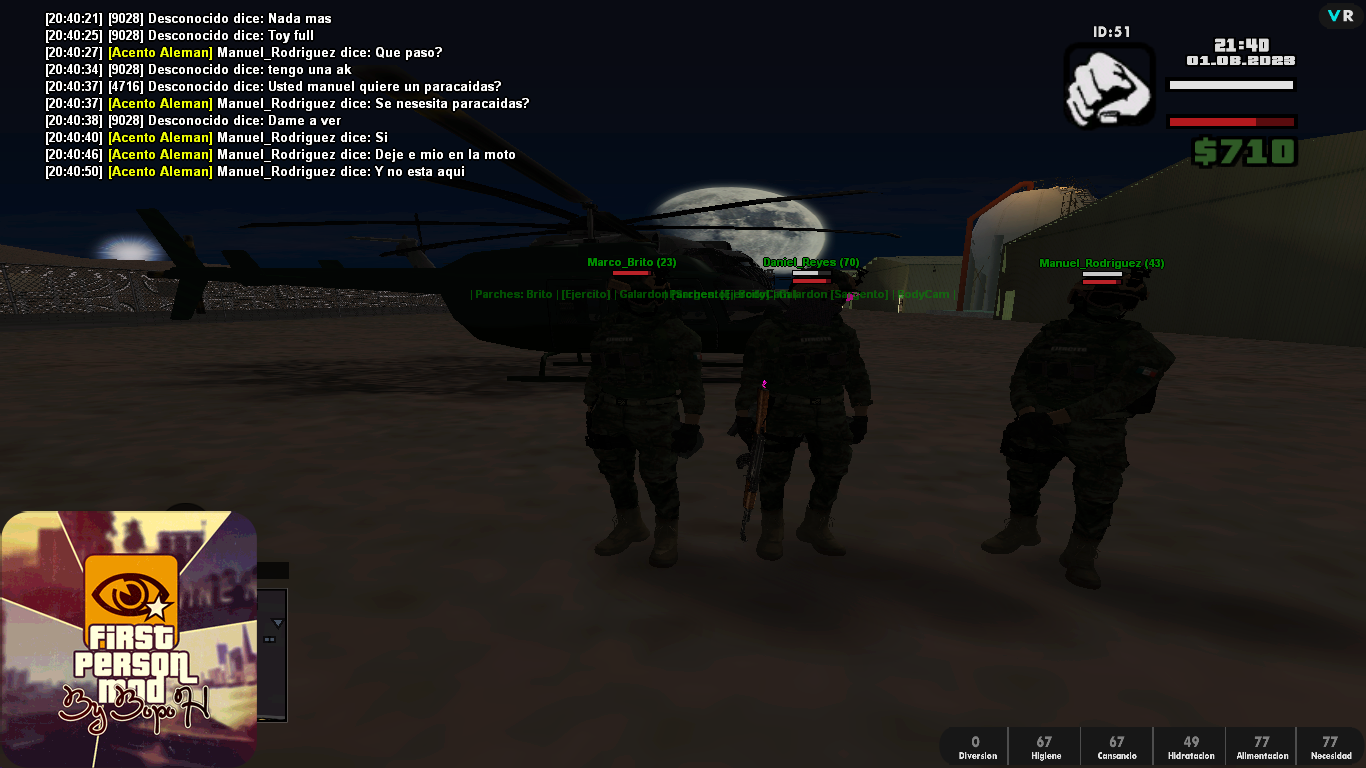 [20:40:21] [9028] Desconocido dice: Nada mas
[20:40:25] [9028] Desconocido dice: Toy full
[20:40:27] [Acento Aleman] Manuel_Rodriguez dice: Que paso?
[20:40:34] [9028] Desconocido dice: tengo una ak
[20:40:37] [4716] Desconocido dice: Usted manuel quiere un paracaidas?
[20:40:37] [Acento Aleman] Manuel_Rodriguez dice: Se nesesita paracaidas?
[20:40:38] [9028] Desconocido dice: Dame a ver
[20:40:40] [Acento Aleman] Manuel_Rodriguez dice: Si
[20:40:46] [Acento Aleman] Manuel_Rodriguez dice: Deje e mio en la moto
[20:40:50] [Acento Aleman] Manuel_Rodriguez dice: Y no esta aqui
VR
ID:51
21:40
01.08.2023
$710
Marco_Brito (23)
Daniel_Reyes (70)
Manuel_Rodriguez (43)
| Parches: Brito | [Ejercito] | Galardon [Sargento] | BodyCam |
FIRST
PERSON
MOD
By BopoH
0 67 67 49 77 77
Diversion Higiene Cansancio Hidratacion Alimentacion Necesidad